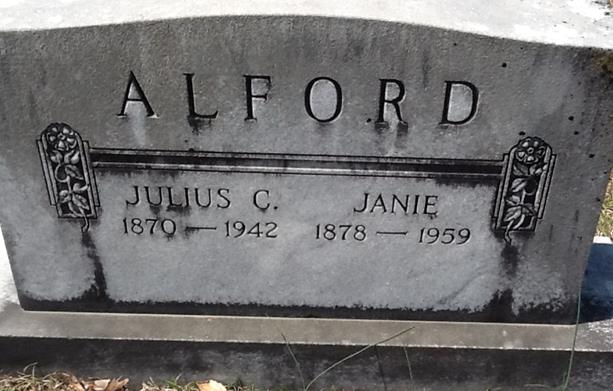 ALFORD
JULIUS C. JANIE
1870 — 1942 1878 — 1959